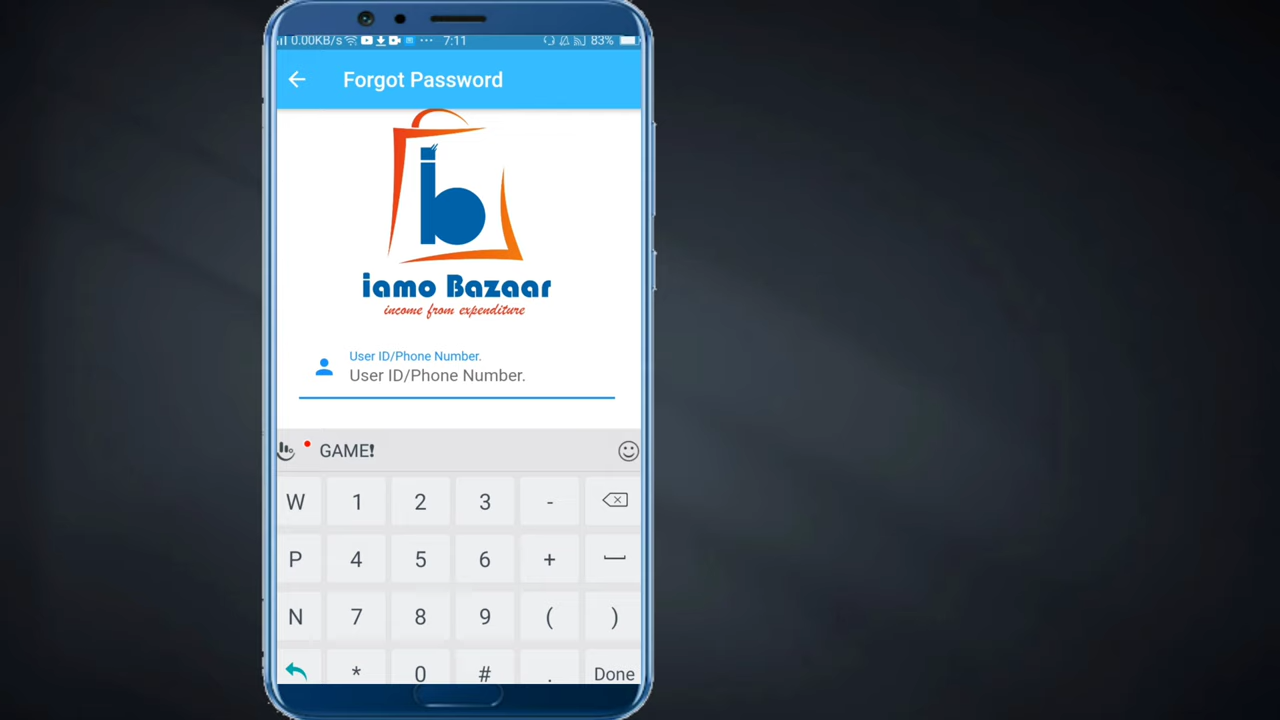 0.00KB/s 7:11 83%
Forgot Password
ib
iamo Bazaar
income from expenditure
User ID/Phone Number.
User ID/Phone Number.
GAME!
W 1 2 3 -
P 4 5 6 +
N 7 8 9 ( )
* 0 # . Done